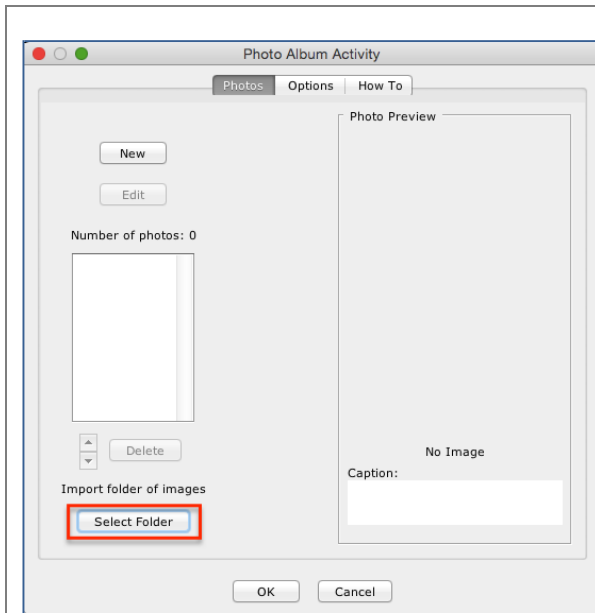 Photo Album Activity
Photos Options How To
Photo Preview
New
Edit
Number of photos: 0
Delete
No Image
Caption:
Import folder of images
Select Folder
OK Cancel